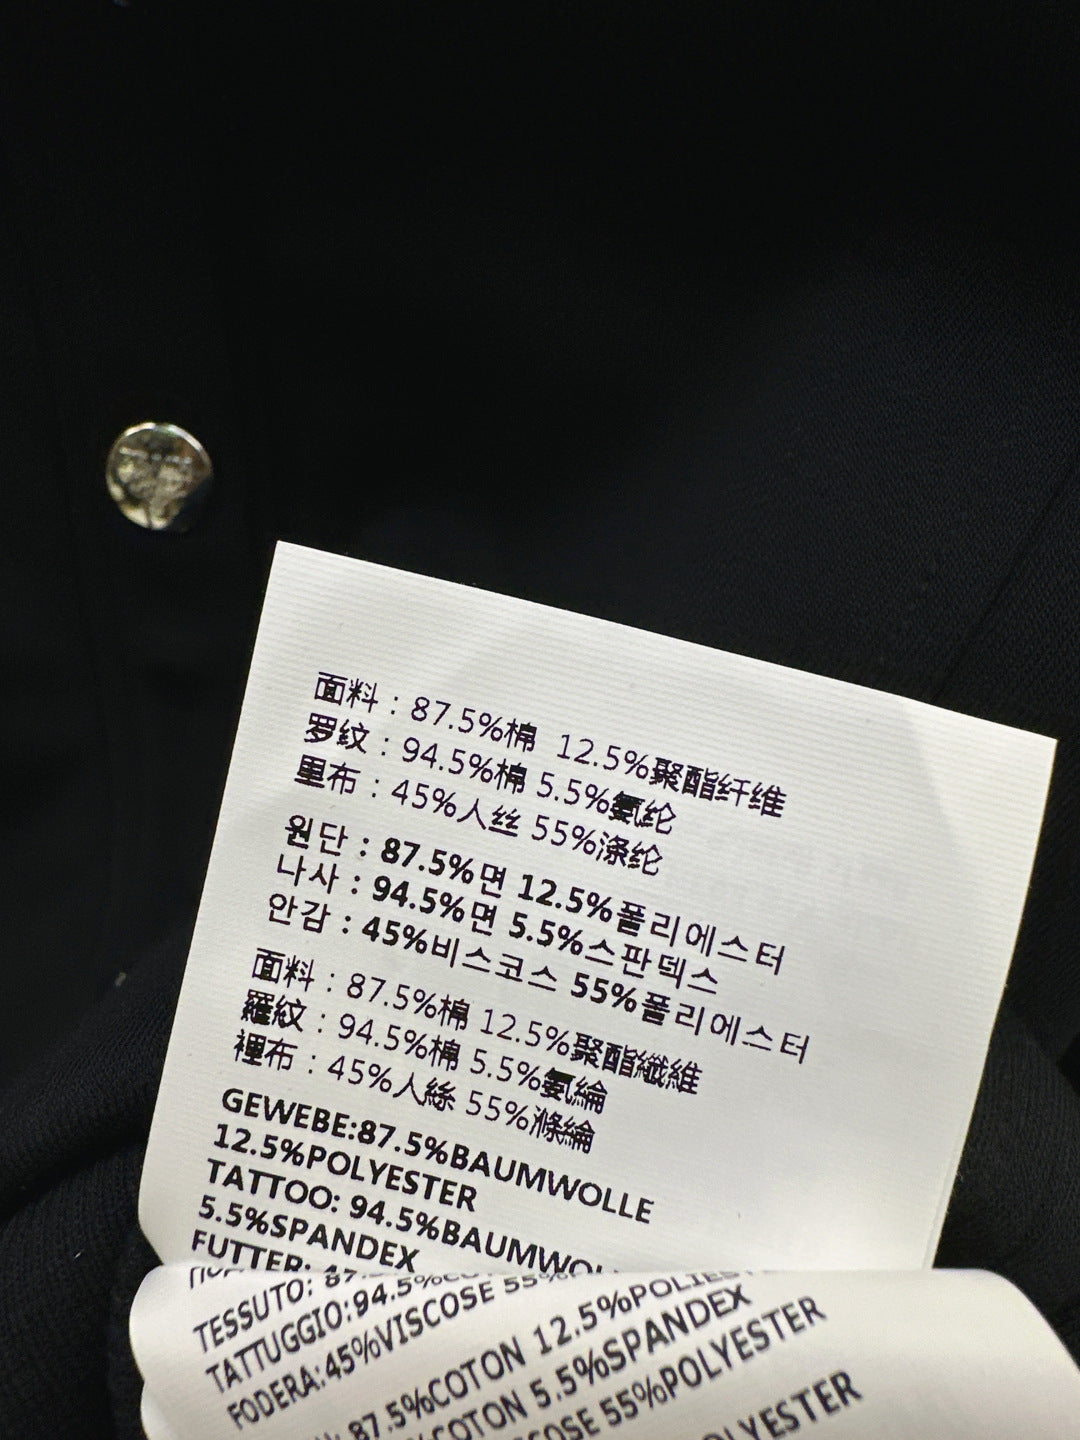 面料：87.5%棉 12.5%聚酯纤维
罗纹：94.5%棉 5.5%氨纶
里布：45%人丝 55%涤纶
원단：87.5%면 12.5%폴리에스터
나사：94.5%면 5.5%스판덱스
안감：45%비스코스 55%폴리에스터
面料：87.5%棉 12.5%聚酯纖維
羅紋：94.5%棉 5.5%氨綸
裡布：45%人絲 55%滌綸
GEWEBE:87.5%BAUMWOLLE
12.5%POLYESTER
TATTOO: 94.5%BAUMWOLLE
5.5%SPANDEX
FUTTER:
TESSUTO: 87.
TATTUGGIO:94.5%CO
FODERA:45%VISCOSE 55%
87.5%COTON 12.5%POLIES
%COTON 5.5%SPANDEX
COSE 55%POLYESTER
OLYESTER